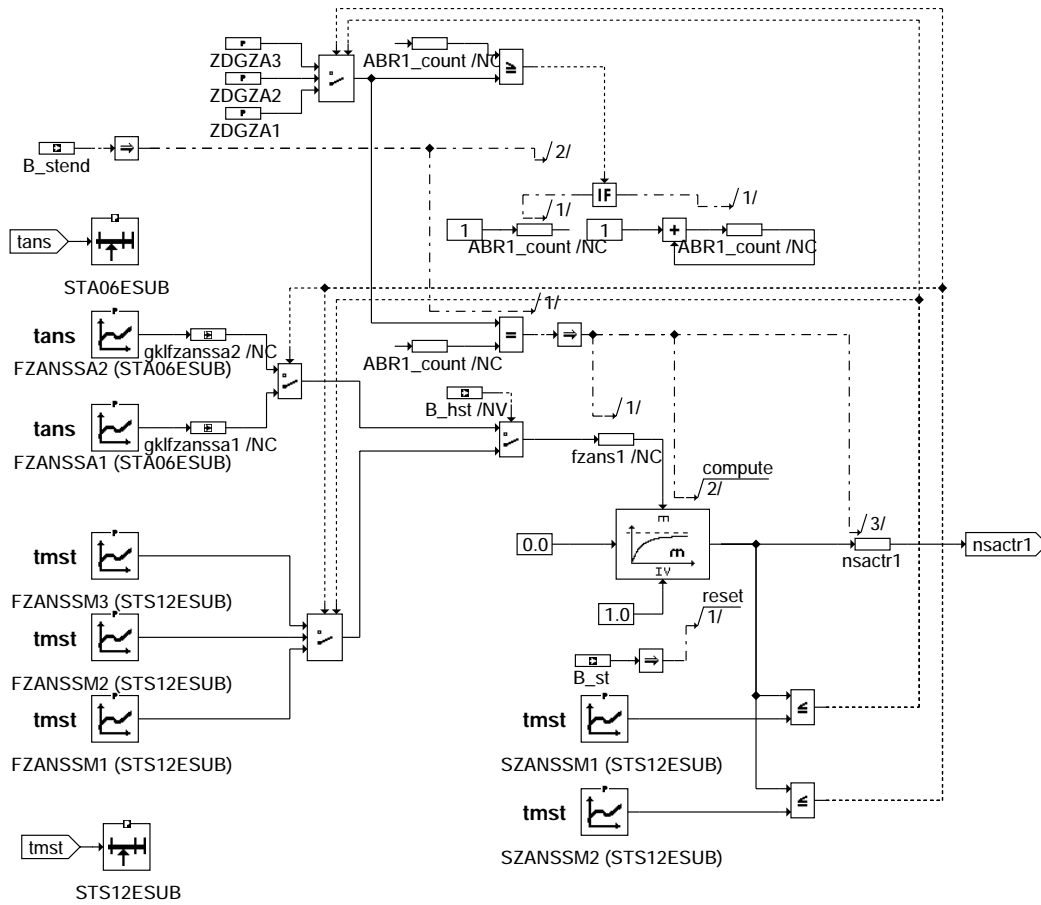 P
ZDGZA3
P
ZDGZA2
P
ZDGZA1
ABR1_count /NC
≥
B_stend
⇒
2/
IF
1/
1/
1
ABR1_count /NC
1
+
ABR1_count /NC
tans
P
STA06ESUB
1/
tans
P
FZANSSA2 (STA06ESUB)
gklfzanssa2 /NC
=
⇒
ABR1_count /NC
tans
P
FZANSSA1 (STA06ESUB)
gklfzanssa1 /NC
B_hst /NV
1/
fzans1 /NC
compute
2/
tmst
P
FZANSSM3 (STS12ESUB)
0.0
m
m
IV
3/
nsactr1
nsactr1
1.0
reset
1/
tmst
P
FZANSSM2 (STS12ESUB)
B_st
⇒
tmst
P
FZANSSM1 (STS12ESUB)
tmst
P
SZANSSM1 (STS12ESUB)
≤
tmst
P
SZANSSM2 (STS12ESUB)
≤
tmst
P
STS12ESUB